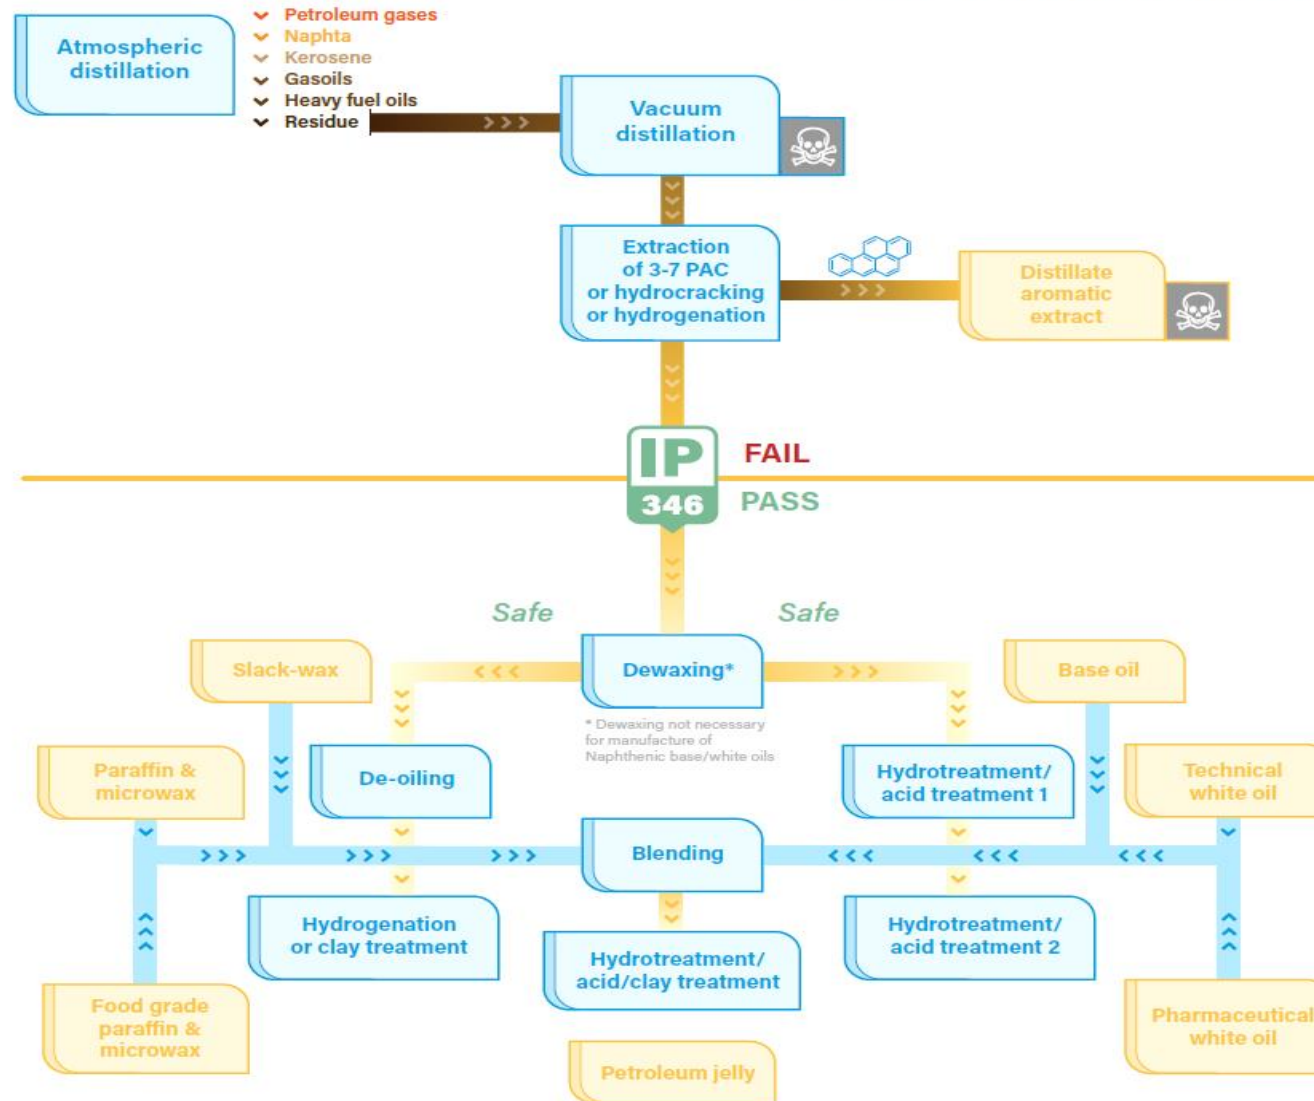 Atmospheric
distillation
Petroleum gases
Naphta
Kerosene
Gasoils
Heavy fuel oils
Residue
Vacuum
distillation
Extraction
of 3-7 PAC
or hydrocracking
or hydrogenation
Distillate
aromatic
extract
IP
346
FAIL
PASS
Safe
Safe
Slack-wax
Dewaxing*
Base oil
* Dewaxing not necessary
for manufacture of
Naphthenic base/white oils
Paraffin &
microwax
De-oiling
Hydrotreatment/
acid treatment 1
Technical
white oil
Blending
Hydrogenation
or clay treatment
Hydrotreatment/
acid/clay treatment
Hydrotreatment/
acid treatment 2
Food grade
paraffin &
microwax
Pharmaceutical
white oil
Petroleum jelly